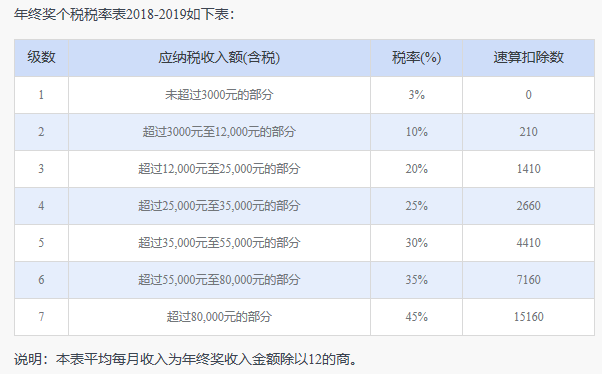 年终奖个税税率表2018-2019如下表：
级数 应纳税收入额(含税) 税率(%) 速算扣除数
1 未超过3000元的部分 3% 0
2 超过3000元至12,000元的部分 10% 210
3 超过12,000元至25,000元的部分 20% 1410
4 超过25,000元至35,000元的部分 25% 2660
5 超过35,000元至55,000元的部分 30% 4410
6 超过55,000元至80,000元的部分 35% 7160
7 超过80,000元的部分 45% 15160
说明：本表平均每月收入为年终奖收入金额除以12的商。